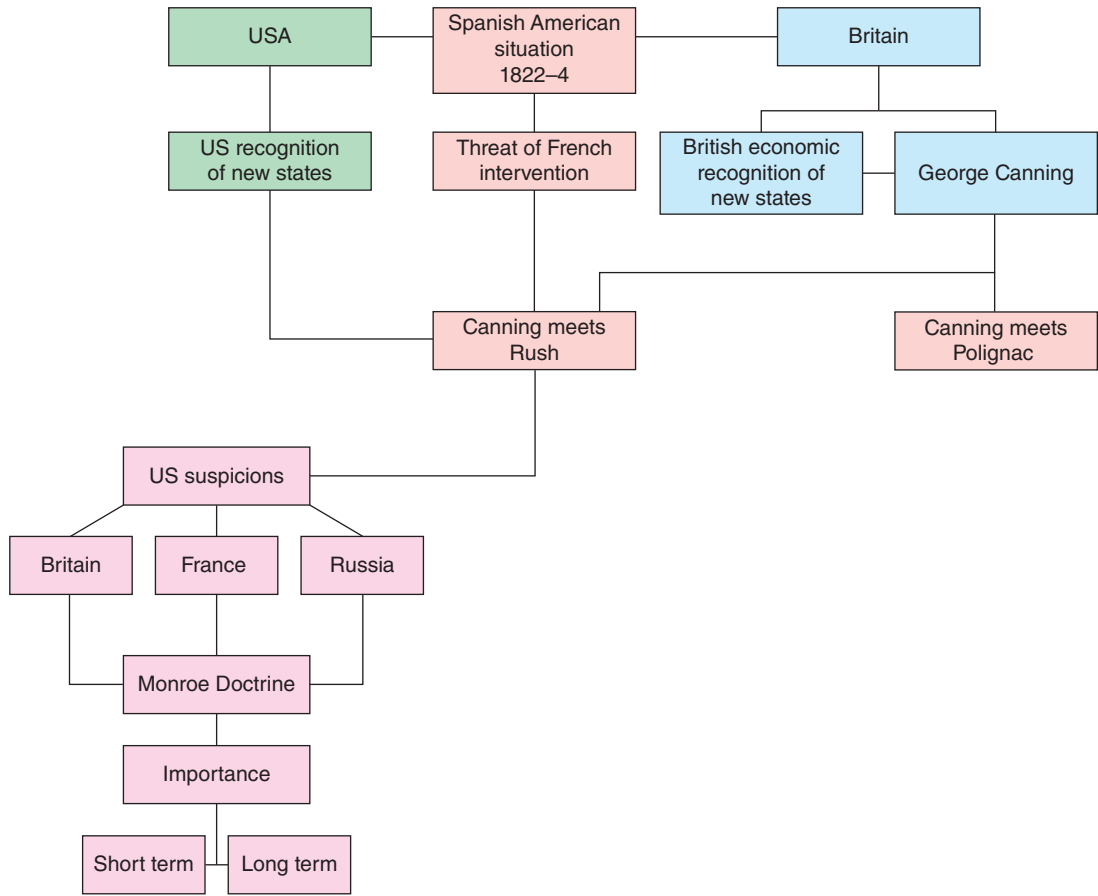 USA
Spanish American
situation
1822–4
Britain
US recognition
of new states
Threat of French
intervention
British economic
recognition of
new states
George Canning
Canning meets
Rush
Canning meets
Polignac
US suspicions
Britain
France
Russia
Monroe Doctrine
Importance
Short term
Long term